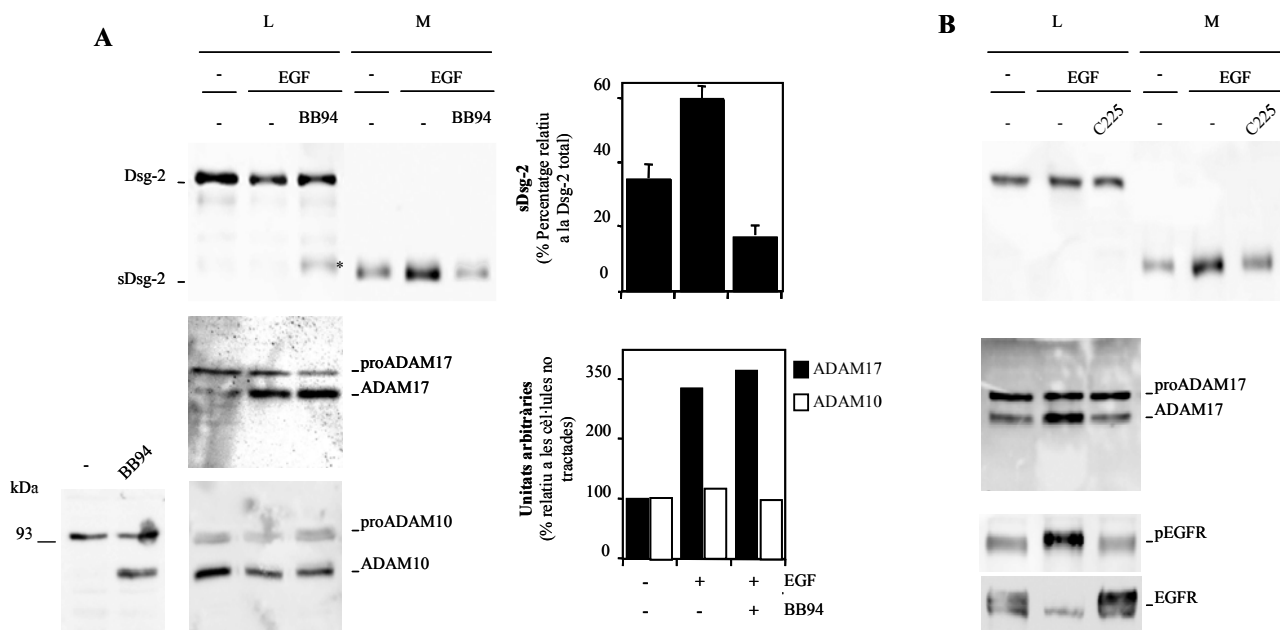 A
L
M
-
EGF
-
EGF
-
-
BB94
-
-
BB94
Dsg-2
sDsg-2
*
proADAM17
ADAM17
-
BB94
kDa
93
proADAM10
ADAM10
sDsg-2
(% Percentatge relatiu
a la Dsg-2 total)
60
40
20
0
Unitats arbitràries
(% relatiu a les cèl·lules no
tractades)
350
200
100
0
ADAM17
ADAM10
- + + EGF
- - + BB94
B
L
M
-
EGF
-
EGF
-
-
C225
-
-
C225
proADAM17
ADAM17
pEGFR
EGFR